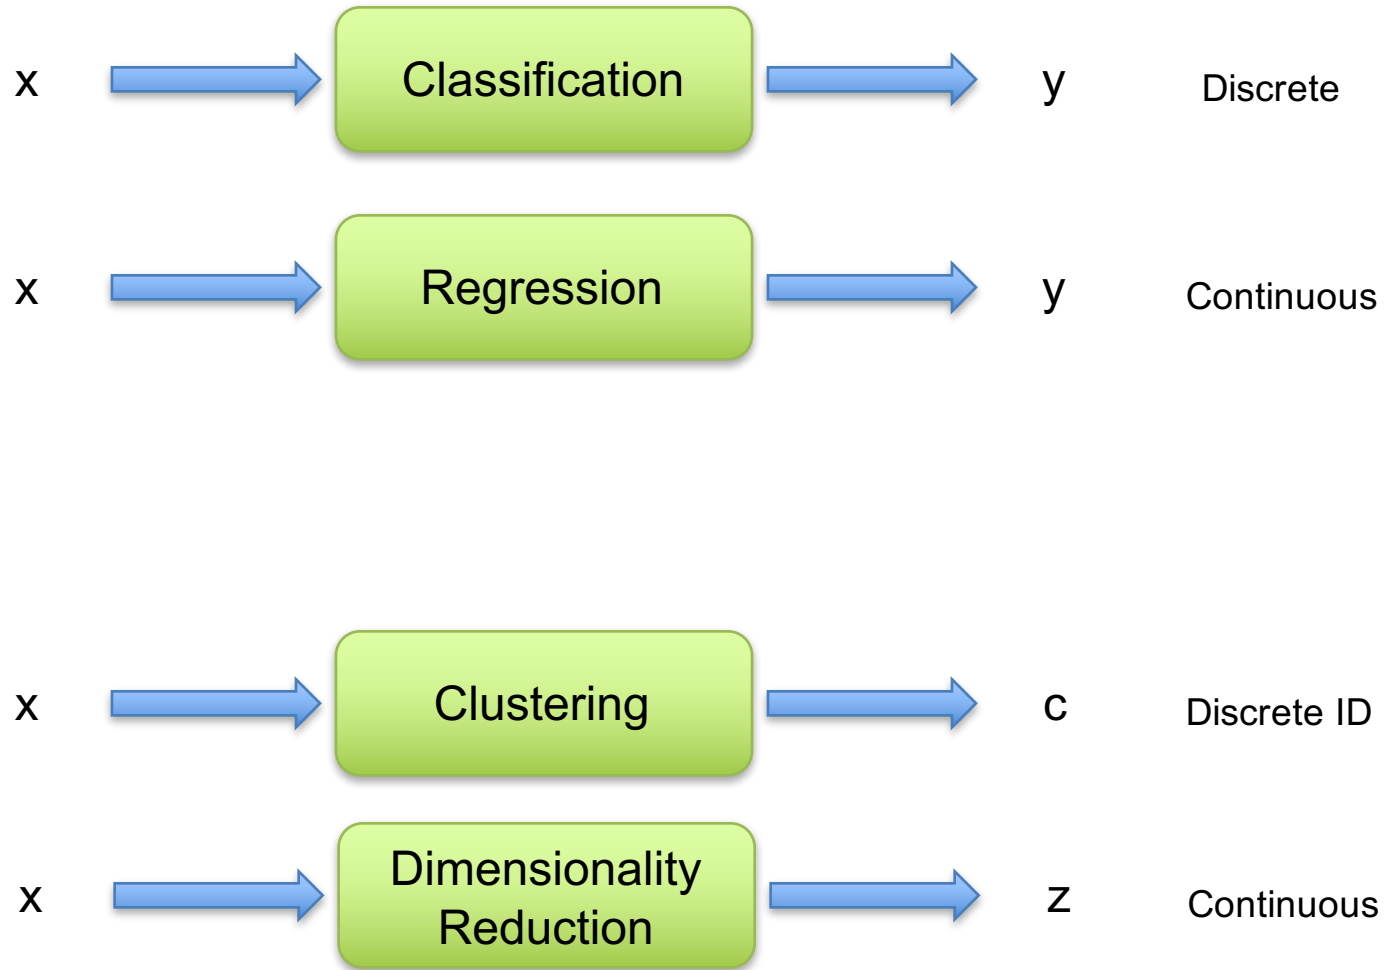 x Classification y Discrete
x Regression y Continuous
x Clustering c Discrete ID
x Dimensionality
Reduction z Continuous